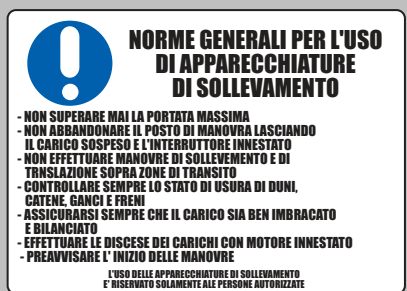 NORME GENERALI PER L'USO
DI APPARECCHIATURE
DI SOLLEVAMENTO
- NON SUPERARE MAI LA PORTATA MASSIMA
- NON ABBANDONARE IL POSTO DI MANOVRA LASCIANDO
IL CARICO SOSPESO E L'INTERRUTTORE INNESTATO
- NON EFFETTUARE MANOVRE DI SOLLEVEMENTO E DI
TRNSLAZIONE SOPRA ZONE DI TRANSITO
- CONTROLLARE SEMPRE LO STATO DI USURA DI DUNI,
CATENE, GANCI E FRENI
- ASSICURARSI SEMPRE CHE IL CARICO SIA BEN IMBRACATO
E BILANCIATO
- EFFETTUARE LE DISCESE DEI CARICHI CON MOTORE INNESTATO
- PREAVVISARE L' INIZIO DELLE MANOVRE
L'USO DELLE APPARECCHIATURE DI SOLLEVAMENTO
E' RISERVATO SOLAMENTE ALE PERSONE AUTORIZZATE